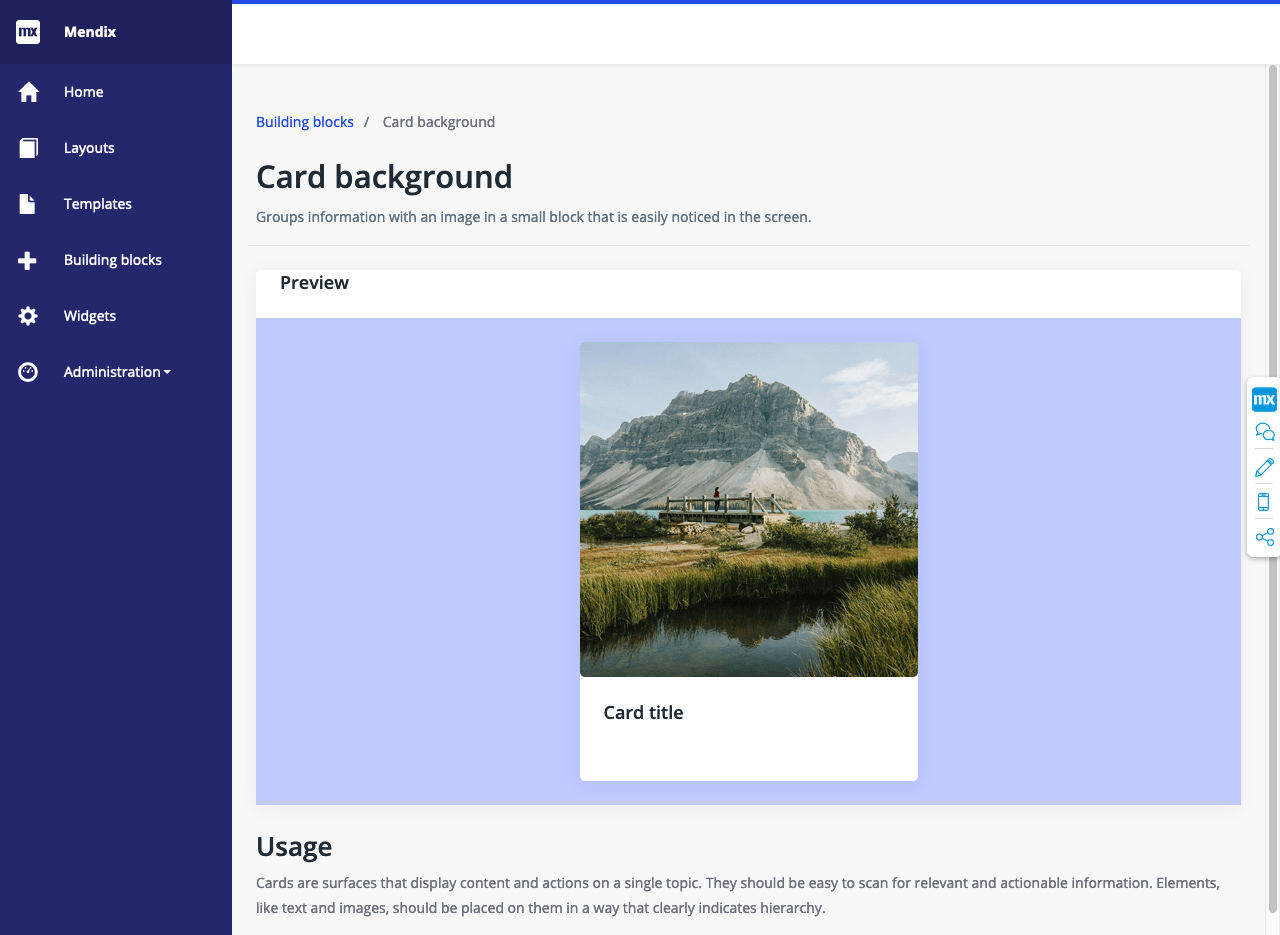 mx Mendix
Home
Layouts
Templates
Building blocks
Widgets
Administration
Building blocks / Card background
Card background
Groups information with an image in a small block that is easily noticed in the screen.
Preview
Card title
mx
Usage
Cards are surfaces that display content and actions on a single topic. They should be easy to scan for relevant and actionable information. Elements,
like text and images, should be placed on them in a way that clearly indicates hierarchy.